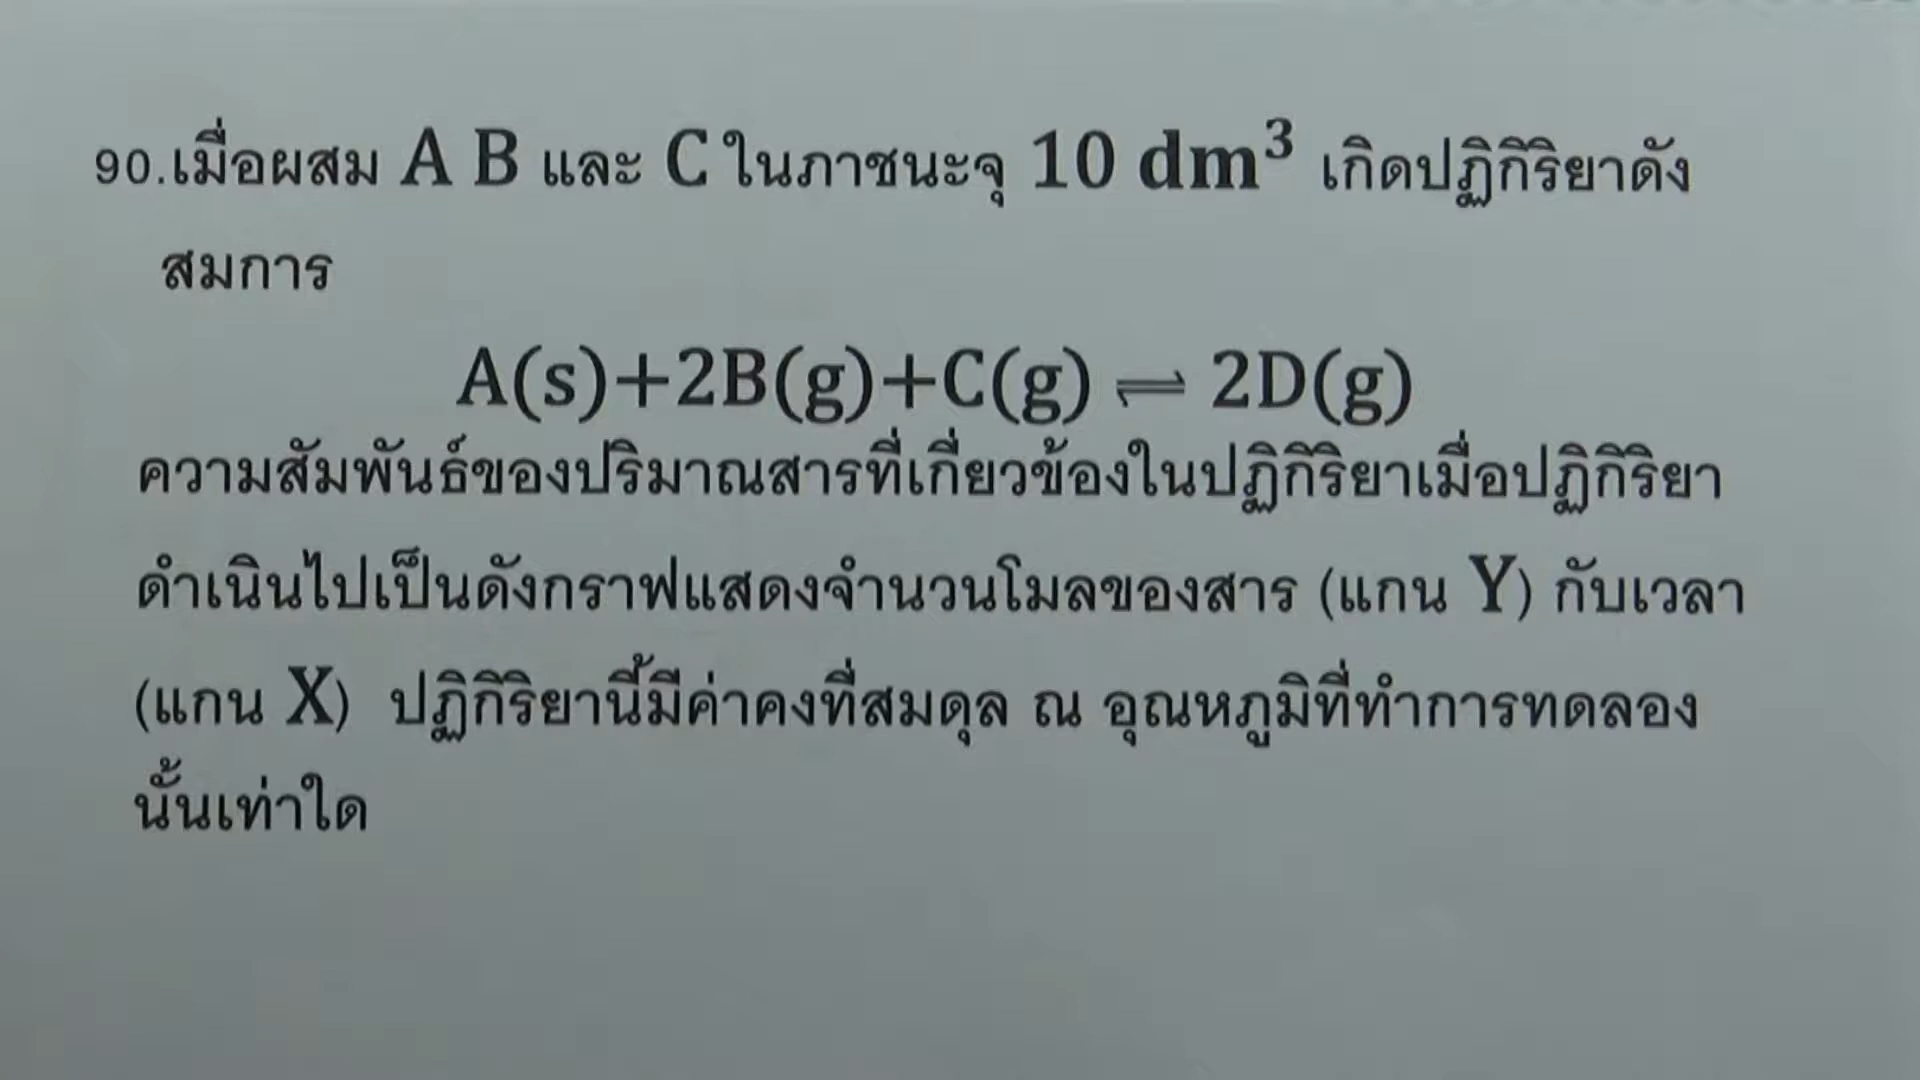 90.เมื่อผสม A B และ C ในภาชนะจุ 10 dm³ เกิดปฏิกิริยาดัง
สมการ
A(s)+2B(g)+C(g) ⇌ 2D(g)
ความสัมพันธ์ของปริมาณสารที่เกี่ยวข้องในปฏิกิริยาเมื่อปฏิกิริยา
ดำเนินไปเป็นดังกราฟแสดงจำนวนโมลของสาร (แกน Y) กับเวลา
(แกน X) ปฏิกิริยานี้มีค่าคงที่สมดุล ณ อุณหภูมิที่ทำการทดลอง
นั้นเท่าใด